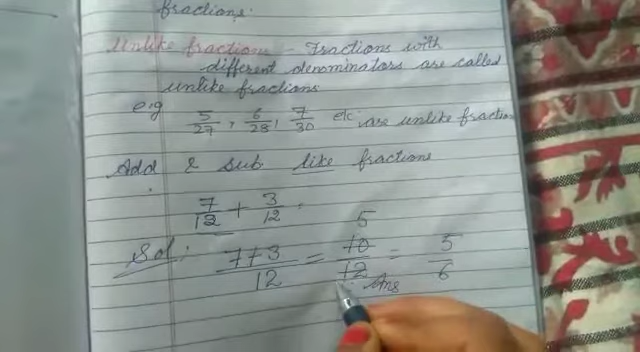 fractions.
Unlike fractions - Fractions with
different denominators are called
unlike fractions
e.g 5/27, 6/28, 7/30 etc are unlike fraction
Add & sub like fractions
7/12 + 3/12
Sol: 7+3/12 = 10/12 = 5/6
5
Ans